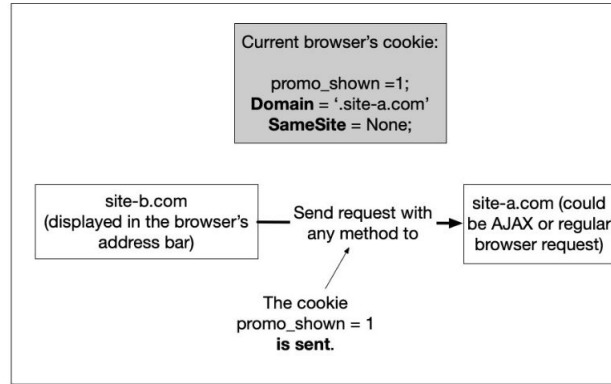 Current browser's cookie:
promo_shown =1;
Domain = '.site-a.com'
SameSite = None;
site-b.com
(displayed in the browser's
address bar)
Send request with
any method to
site-a.com (could
be AJAX or regular
browser request)
The cookie
promo_shown = 1
is sent.